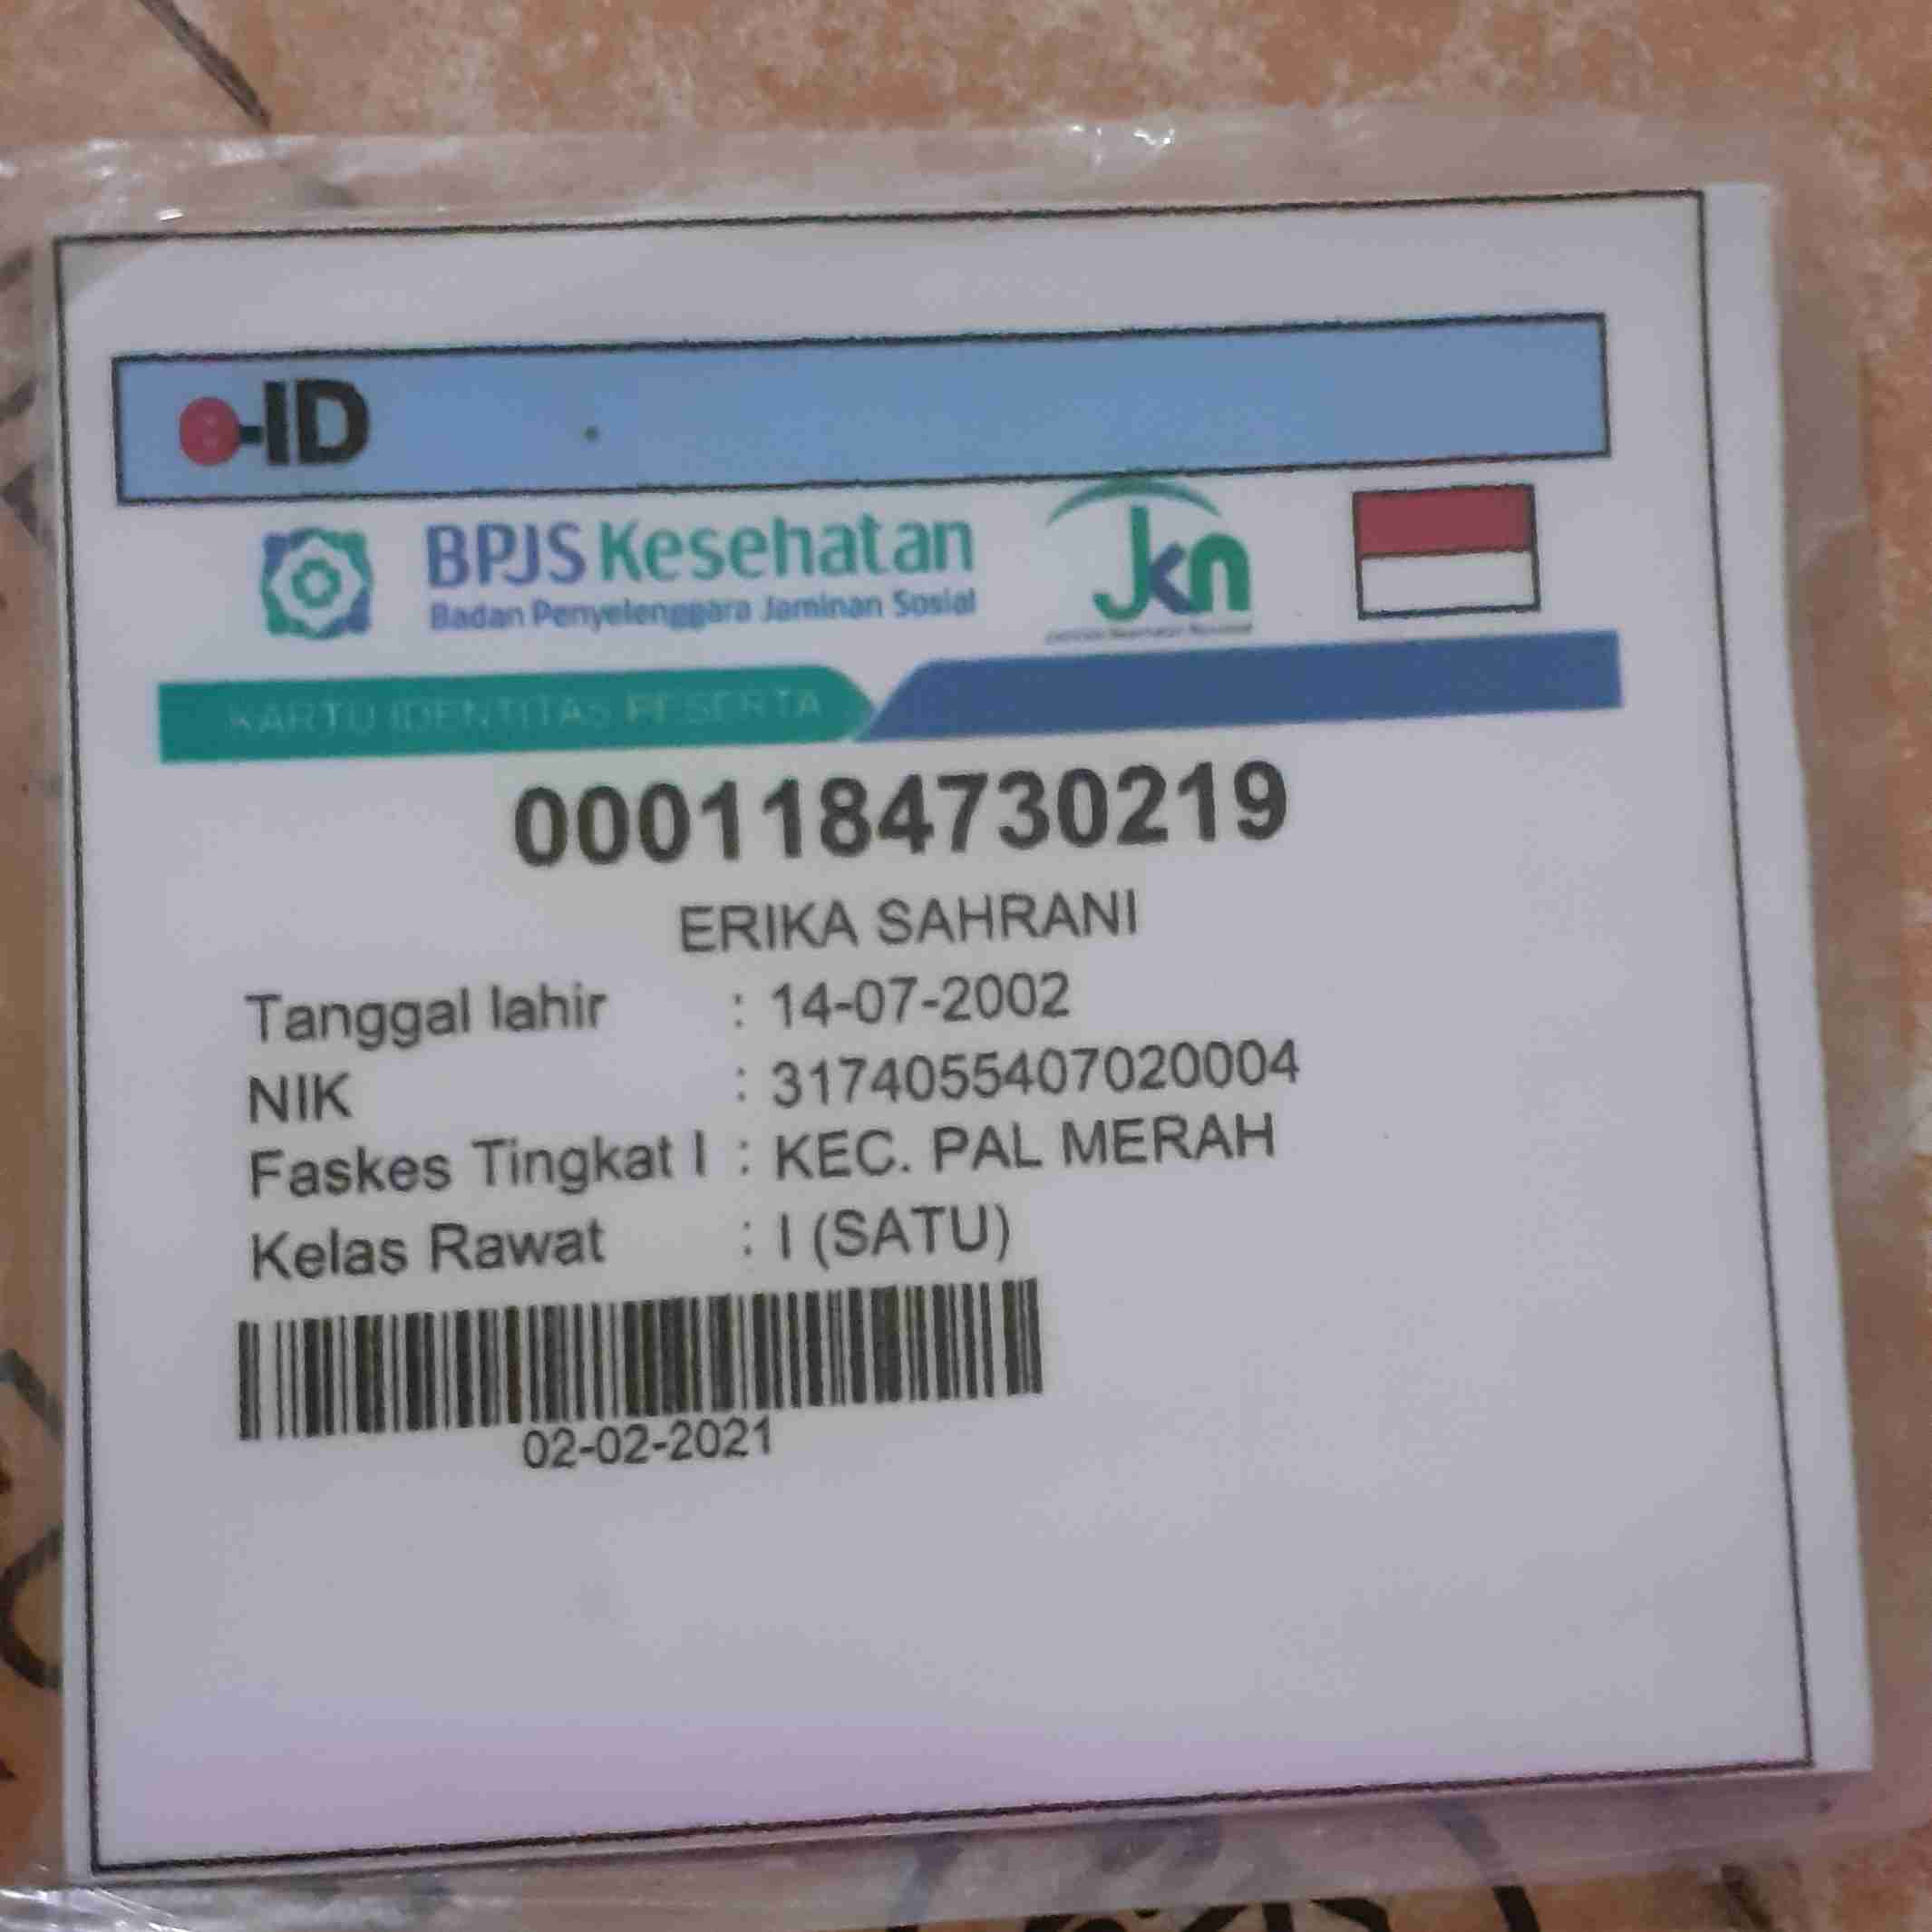 e-ID
BPJS Kesehatan
Badan Penyelenggara Jaminan Sosial
jkn
KARTU IDENTITAS PESERTA
0001184730219
ERIKA SAHRANI
Tanggal lahir : 14-07-2002
NIK : 3174055407020004
Faskes Tingkat I : KEC. PAL MERAH
Kelas Rawat : I (SATU)
02-02-2021